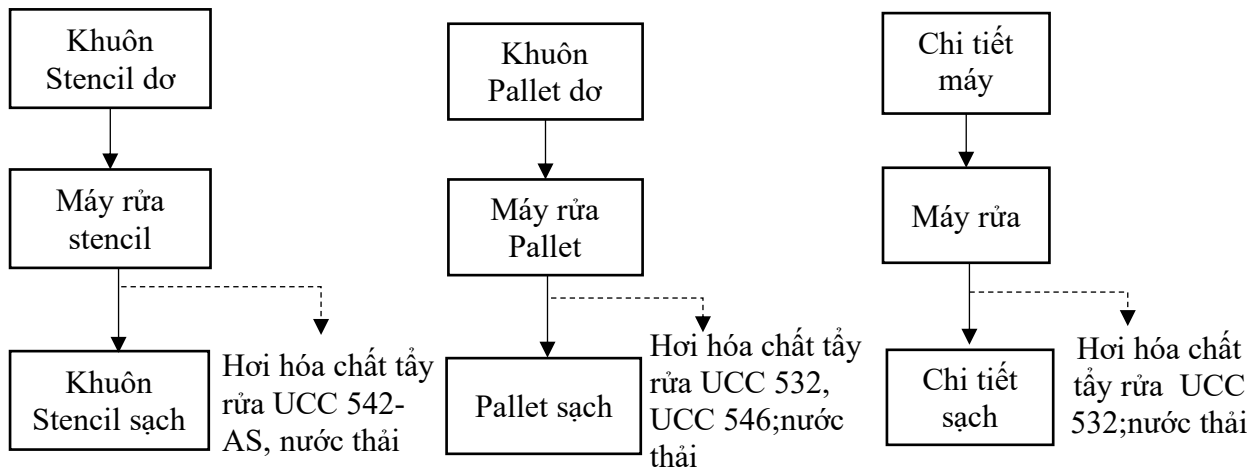 Khuôn
Stencil dơ
Máy rửa
stencil
Hơi hóa chất tẩy
rửa UCC 542-
AS, nước thải
Khuôn
Stencil sạch
Khuôn
Pallet dơ
Máy rửa
Pallet
Hơi hóa chất tẩy
rửa UCC 532,
UCC 546;nước
thải
Pallet sạch
Chi tiết
máy
Máy rửa
Hơi hóa chất
tẩy rửa UCC
532;nước thải
Chi tiết
sạch